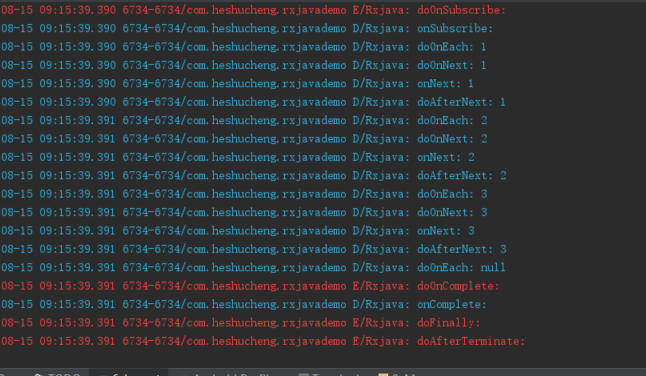 08-15 09:15:39.390 6734-6734/com.heshucheng.rxjavademo E/Rxjava: doOnSubscribe:
08-15 09:15:39.390 6734-6734/com.heshucheng.rxjavademo D/Rxjava: onSubscribe:
08-15 09:15:39.390 6734-6734/com.heshucheng.rxjavademo D/Rxjava: doOnEach: 1
08-15 09:15:39.390 6734-6734/com.heshucheng.rxjavademo D/Rxjava: doOnNext: 1
08-15 09:15:39.390 6734-6734/com.heshucheng.rxjavademo D/Rxjava: onNext: 1
08-15 09:15:39.390 6734-6734/com.heshucheng.rxjavademo D/Rxjava: doAfterNext: 1
08-15 09:15:39.391 6734-6734/com.heshucheng.rxjavademo D/Rxjava: doOnEach: 2
08-15 09:15:39.391 6734-6734/com.heshucheng.rxjavademo D/Rxjava: doOnNext: 2
08-15 09:15:39.391 6734-6734/com.heshucheng.rxjavademo D/Rxjava: onNext: 2
08-15 09:15:39.391 6734-6734/com.heshucheng.rxjavademo D/Rxjava: doAfterNext: 2
08-15 09:15:39.391 6734-6734/com.heshucheng.rxjavademo D/Rxjava: doOnEach: 3
08-15 09:15:39.391 6734-6734/com.heshucheng.rxjavademo D/Rxjava: doOnNext: 3
08-15 09:15:39.391 6734-6734/com.heshucheng.rxjavademo D/Rxjava: onNext: 3
08-15 09:15:39.391 6734-6734/com.heshucheng.rxjavademo D/Rxjava: doAfterNext: 3
08-15 09:15:39.391 6734-6734/com.heshucheng.rxjavademo D/Rxjava: doOnEach: null
08-15 09:15:39.391 6734-6734/com.heshucheng.rxjavademo E/Rxjava: doOnComplete:
08-15 09:15:39.391 6734-6734/com.heshucheng.rxjavademo D/Rxjava: onComplete:
08-15 09:15:39.391 6734-6734/com.heshucheng.rxjavademo E/Rxjava: doFinally:
08-15 09:15:39.391 6734-6734/com.heshucheng.rxjavademo E/Rxjava: doAfterTerminate: